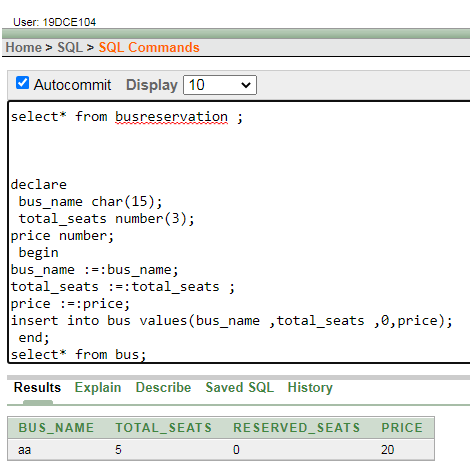 User: 19DCE104
Home > SQL > SQL Commands
Autocommit Display 10
select* from busreservation ;
declare
bus_name char(15);
total_seats number(3);
price number;
begin
bus_name :=:bus_name;
total_seats :=:total_seats ;
price :=:price;
insert into bus values(bus_name ,total_seats ,0,price);
end;
select* from bus;
Results Explain Describe Saved SQL History
BUS_NAME TOTAL_SEATS RESERVED_SEATS PRICE
aa 5 0 20